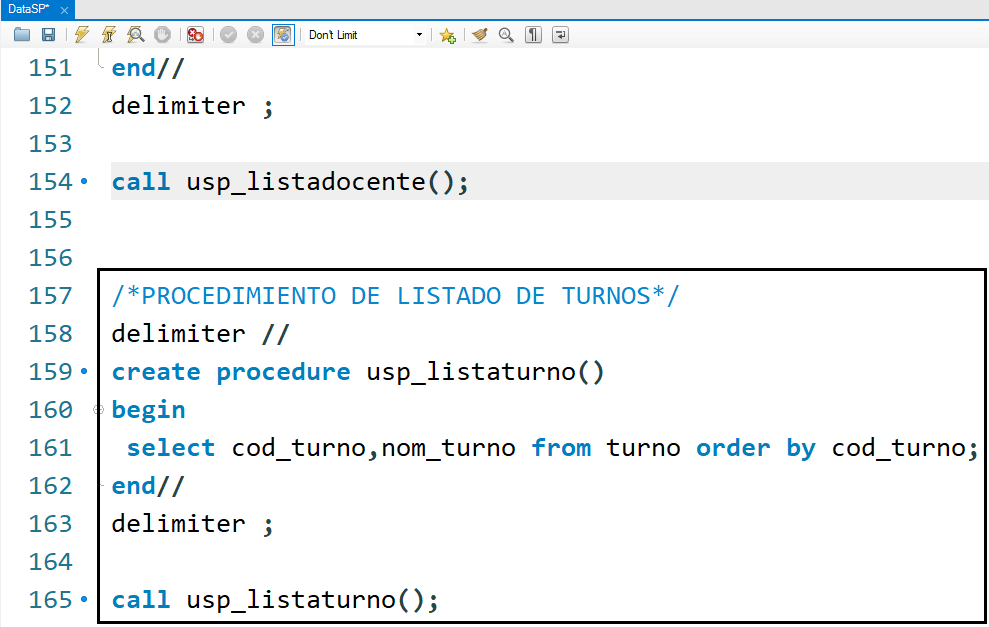 DataSP*
Don't Limit
151 end//
152 delimiter ;
153
154 call usp_listadocente();
155
156
157 /*PROCEDIMIENTO DE LISTADO DE TURNOS*/
158 delimiter //
159 create procedure usp_listaturno()
160 begin
161 select cod_turno,nom_turno from turno order by cod_turno;
162 end//
163 delimiter ;
164
165 call usp_listaturno();